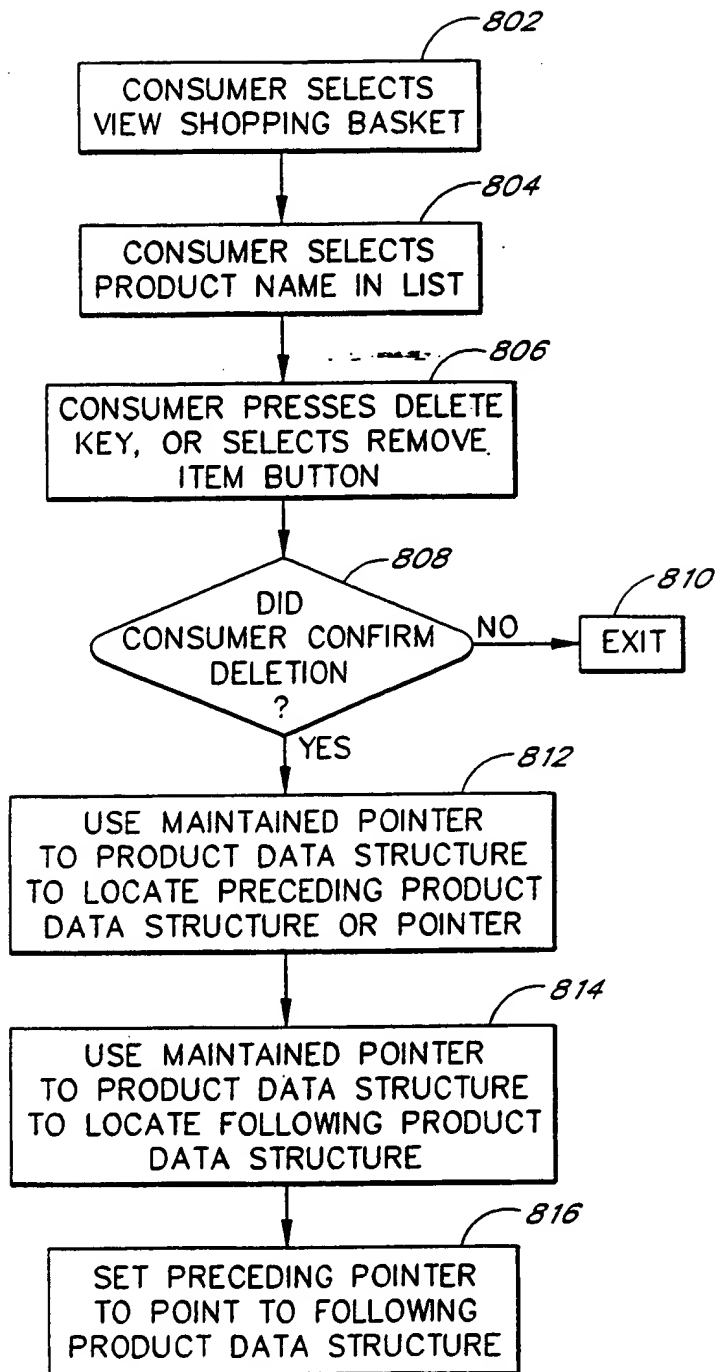 802
CONSUMER SELECTS
VIEW SHOPPING BASKET
804
CONSUMER SELECTS
PRODUCT NAME IN LIST
806
CONSUMER PRESSES DELETE
KEY, OR SELECTS REMOVE
ITEM BUTTON
808
DID
CONSUMER CONFIRM
DELETION
?
NO
810
EXIT
YES
812
USE MAINTAINED POINTER
TO PRODUCT DATA STRUCTURE
TO LOCATE PRECEDING PRODUCT
DATA STRUCTURE OR POINTER
814
USE MAINTAINED POINTER
TO PRODUCT DATA STRUCTURE
TO LOCATE FOLLOWING PRODUCT
DATA STRUCTURE
816
SET PRECEDING POINTER
TO POINT TO FOLLOWING
PRODUCT DATA STRUCTURE